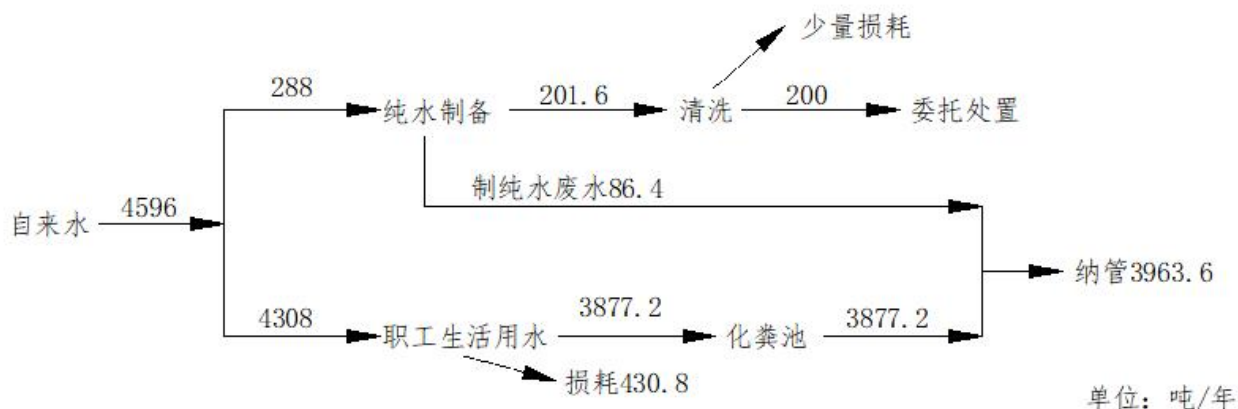 少量损耗
288
纯水制备
201.6
清洗
200
委托处置
制纯水废水86.4
自来水
4596
纳管3963.6
4308
职工生活用水
3877.2
化粪池
3877.2
损耗430.8
单位：吨/年